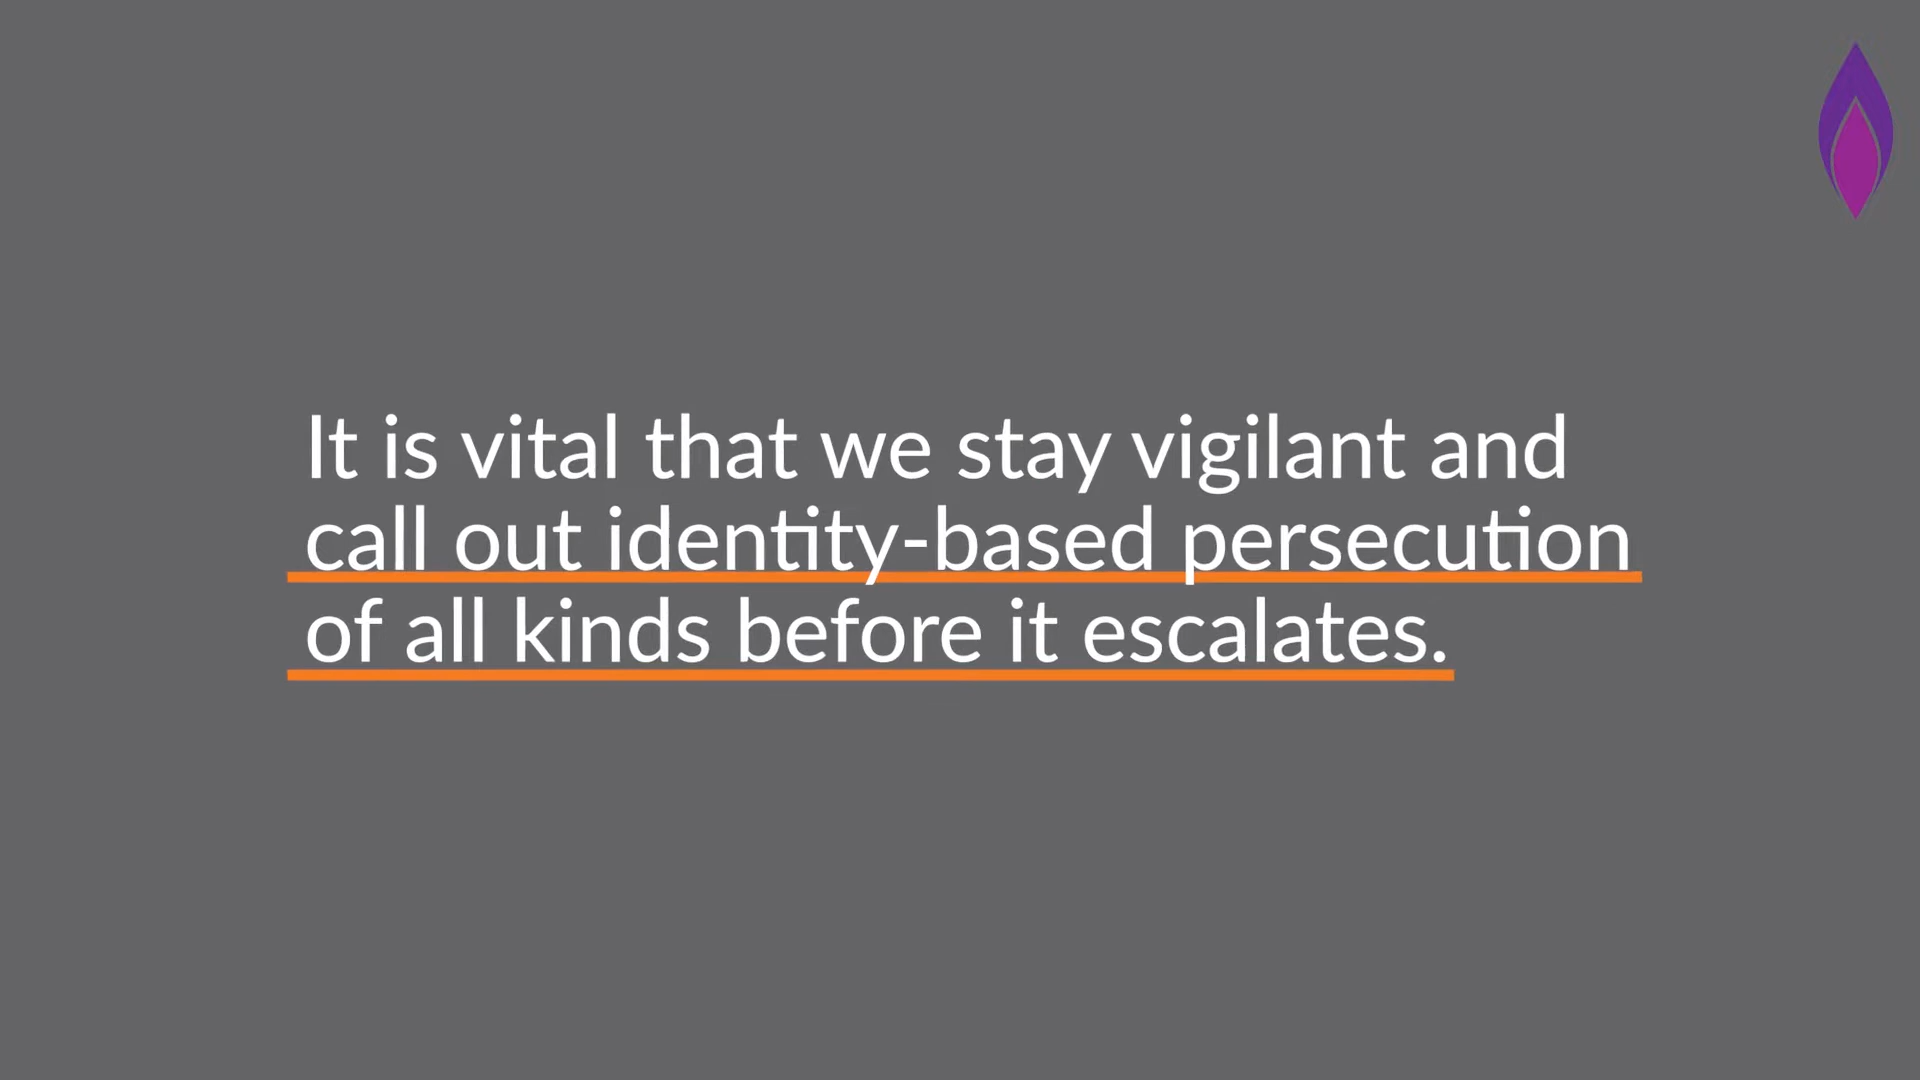 It is vital that we stay vigilant and
call out identity-based persecution
of all kinds before it escalates.